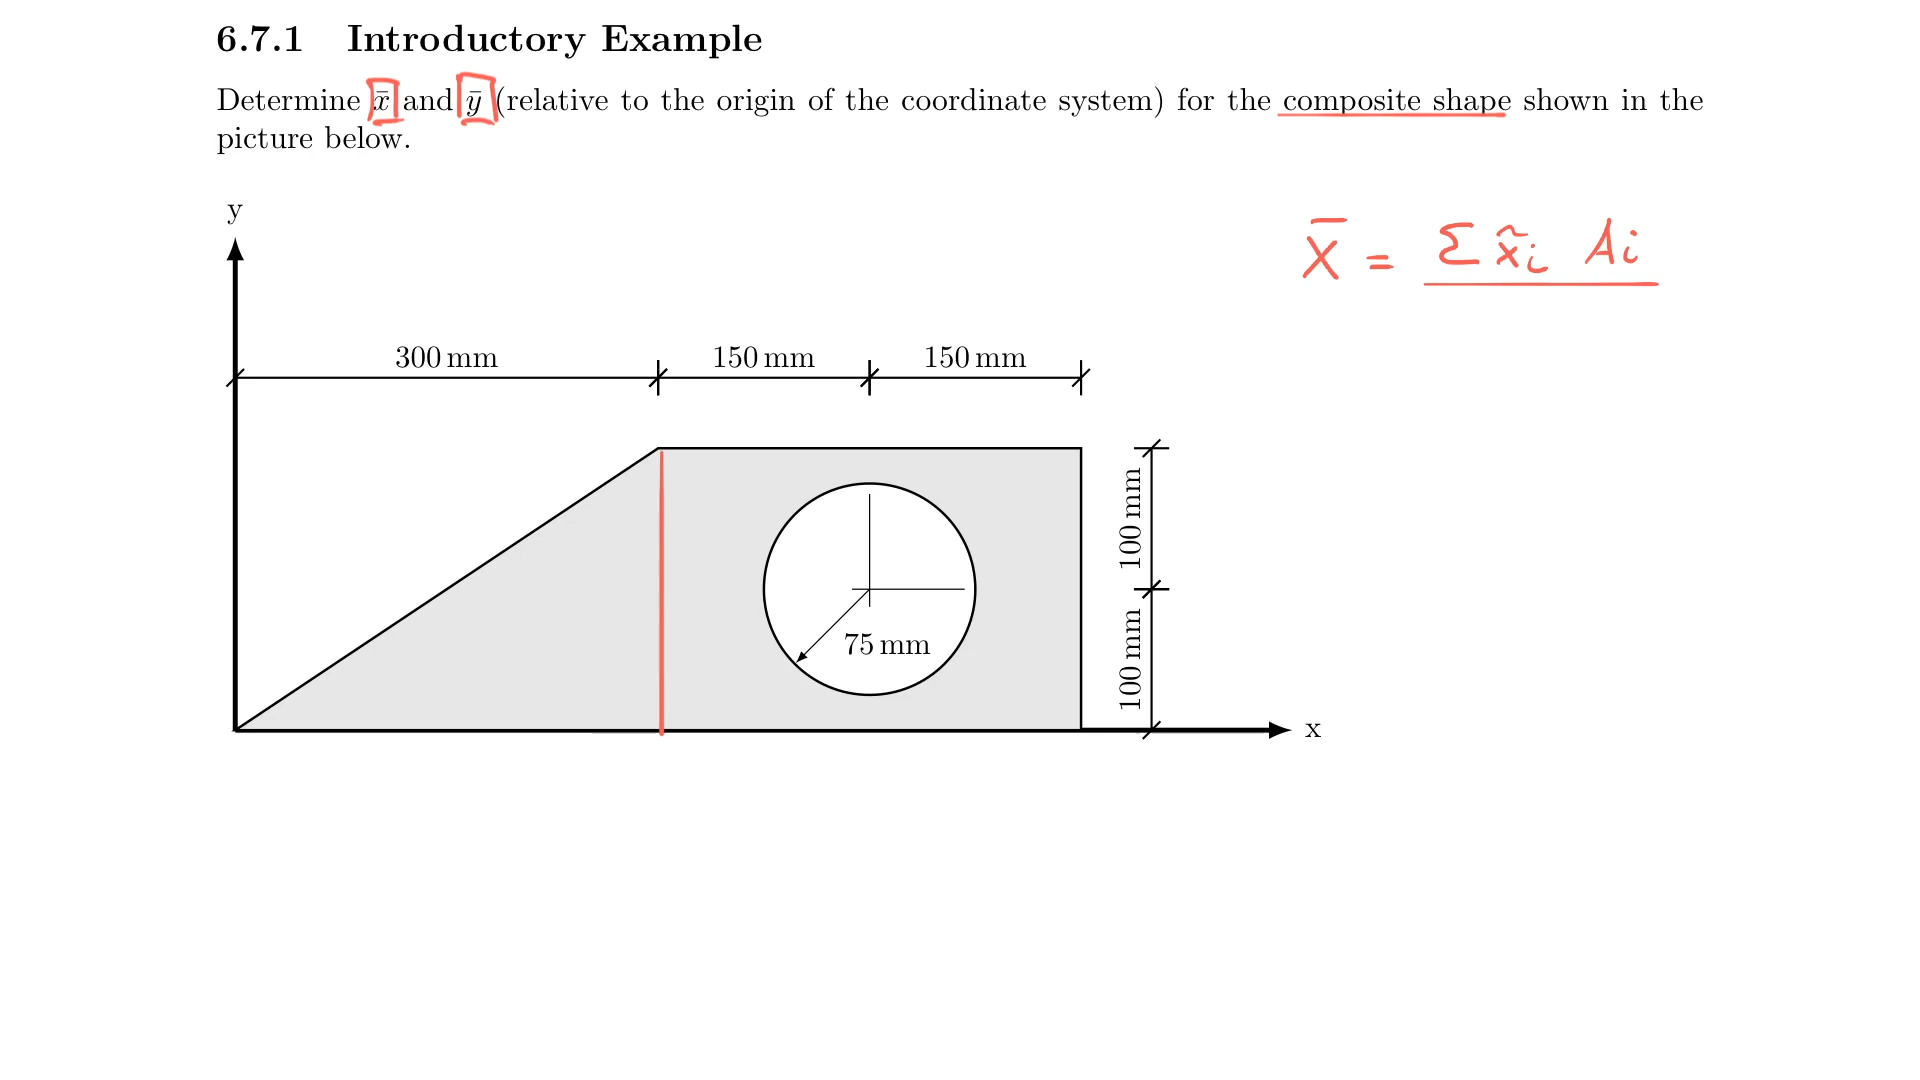 6.7.1 Introductory Example
Determine x̄ and ȳ (relative to the origin of the coordinate system) for the composite shape shown in the
picture below.
y
X̄ = Σ x̃ᵢ Aᵢ
300 mm
150 mm
150 mm
100 mm
100 mm
75 mm
x